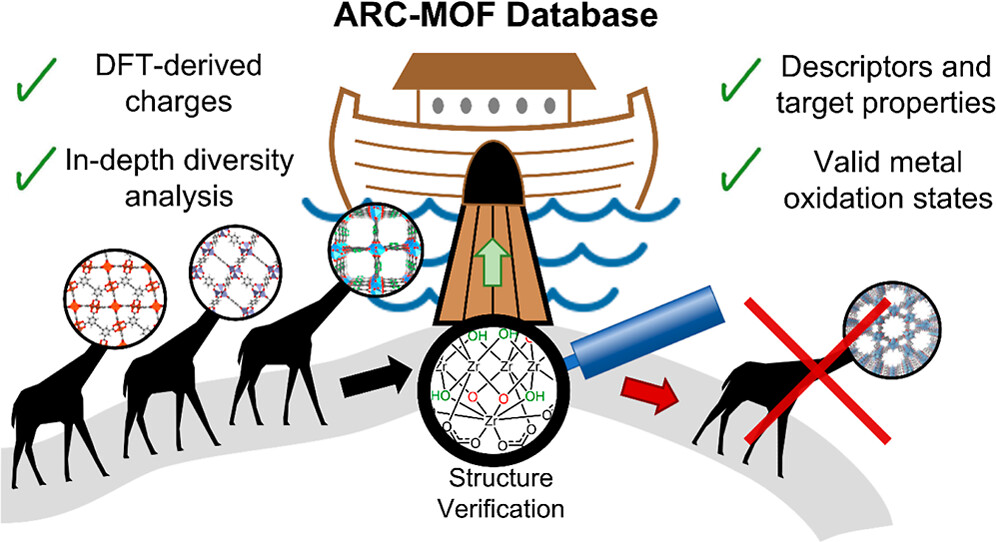 ARC-MOF Database
DFT-derived
charges
In-depth diversity
analysis
Descriptors and
target properties
Valid metal
oxidation states
OH OH O
Zr Zr Zr Zr
HO O O OH
Zr O
O O O O
Structure
Verification